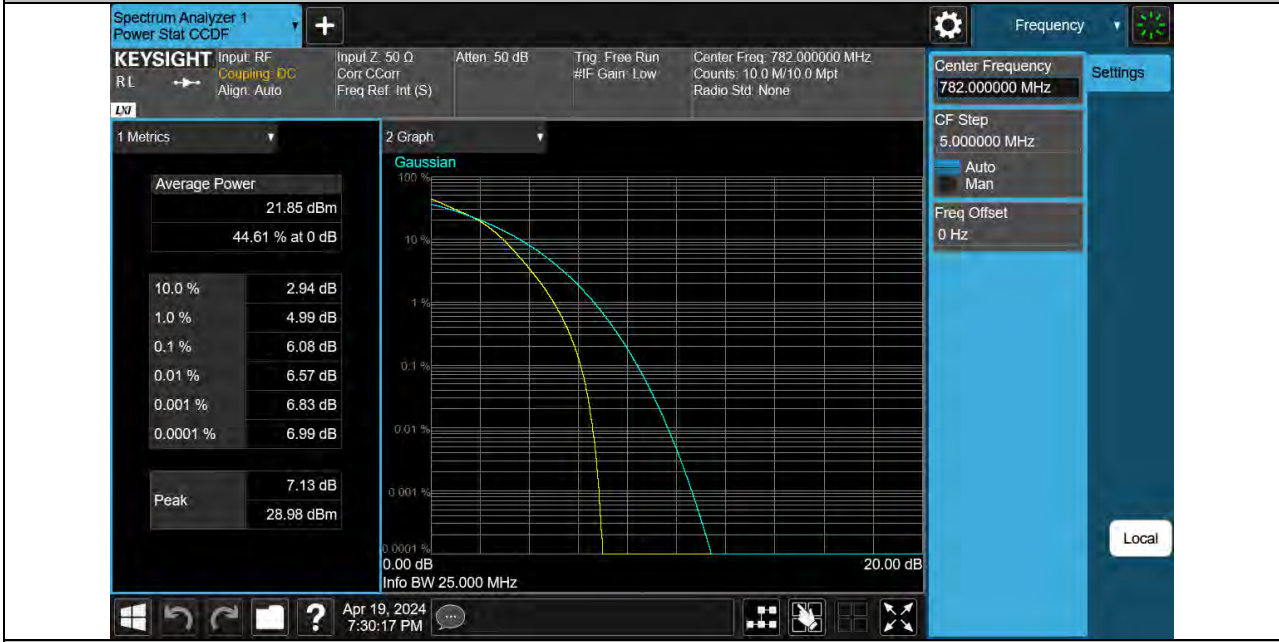 Spectrum Analyzer 1
Power Stat CCDF
Frequency
KEYSIGHT
RL
LXI
Input: RF
Coupling: DC
Align: Auto
Input Z: 50 Ω
Corr CCorr
Freq Ref: Int (S)
Atten: 50 dB
Trig: Free Run
#IF Gain: Low
Center Freq: 782.000000 MHz
Counts: 10.0 M/10.0 Mpt
Radio Std: None
Center Frequency
782.000000 MHz
Settings
CF Step
5.000000 MHz
Auto
Man
Freq Offset
0 Hz
Local
1 Metrics
Average Power
21.85 dBm
44.61 % at 0 dB
10.0 % 2.94 dB
1.0 % 4.99 dB
0.1 % 6.08 dB
0.01 % 6.57 dB
0.001 % 6.83 dB
0.0001 % 6.99 dB
Peak 7.13 dB
28.98 dBm
2 Graph
Gaussian
100 %
10 %
1 %
0.1 %
0.01 %
0.001 %
0.0001 %
0.00 dB 20.00 dB
Info BW 25.000 MHz
?
Apr 19, 2024
7:30:17 PM